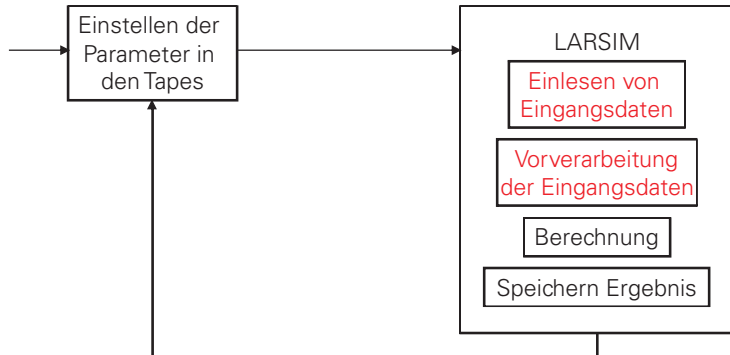 Einstellen der
Parameter in
den Tapes
LARSIM
Einlesen von
Eingangsdaten
Vorverarbeitung
der Eingangsdaten
Berechnung
Speichern Ergebnis